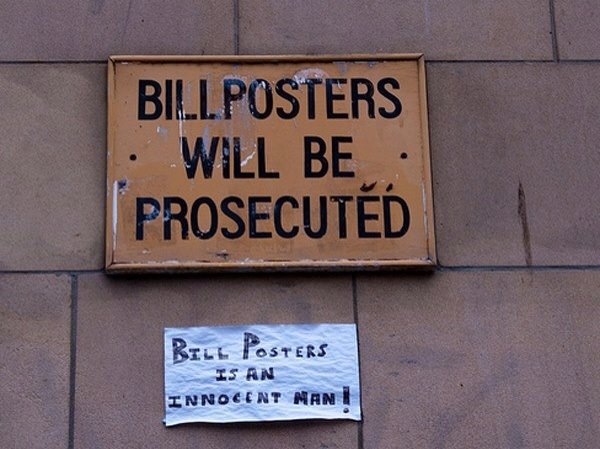 BILLPOSTERS
· WILL BE ·
PROSECUTED
BILL POSTERS
IS AN
INNOCENT MAN!